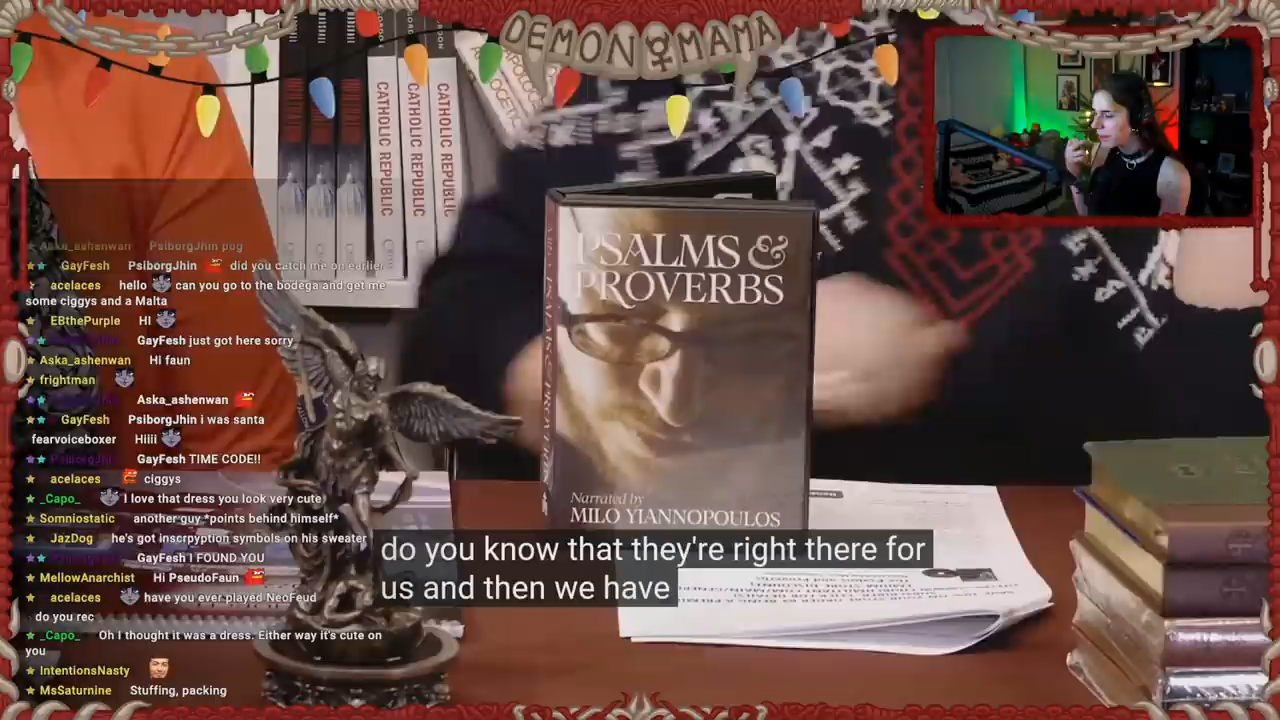 DEMON MAMA
CATHOLIC REPUBLIC
CATHOLIC REPUBLIC
CATHOLIC REPUBLIC
PSALMS &
PROVERBS
Narrated by
MILO YIANNOPOULOS
Aska_ashenwan PsiborgJhin pog
GayFesh PsiborgJhin did you catch me on earlier
acelaces hello can you go to the bodega and get me
some ciggys and a Malta
EBthePurple HI
GayFesh just got here sorry
Aska_ashenwan Hi faun
frightman
Aska_ashenwan
GayFesh PsiborgJhin i was santa
fearvoiceboxer Hiiii
PsiborgJhin GayFesh TIME CODE!!
acelaces ciggys
_Capo_ I love that dress you look very cute
Somniostatic another guy *points behind himself*
JazDog he's got inscrpyption symbols on his sweater
GayFesh I FOUND YOU
MellowAnarchist Hi PseudoFaun
acelaces have you ever played NeoFeud
do you rec
_Capo_ Oh I thought it was a dress. Either way it's cute on
you
IntentionsNasty
MsSaturnine Stuffing, packing
do you know that they're right there for
us and then we have